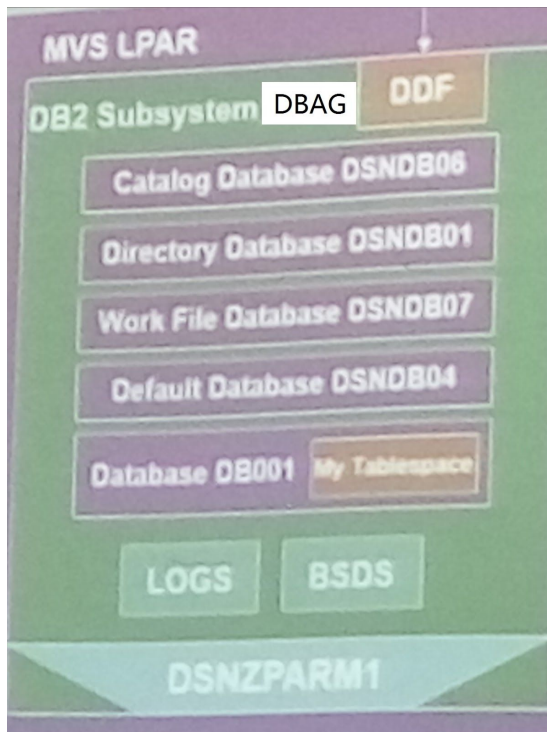 MVS LPAR
DB2 Subsystem DBAG DDF
Catalog Database DSNDB06
Directory Database DSNDB01
Work File Database DSNDB07
Default Database DSNDB04
Database DB001 My Tablespace
LOGS BSDS
DSNZPARM1